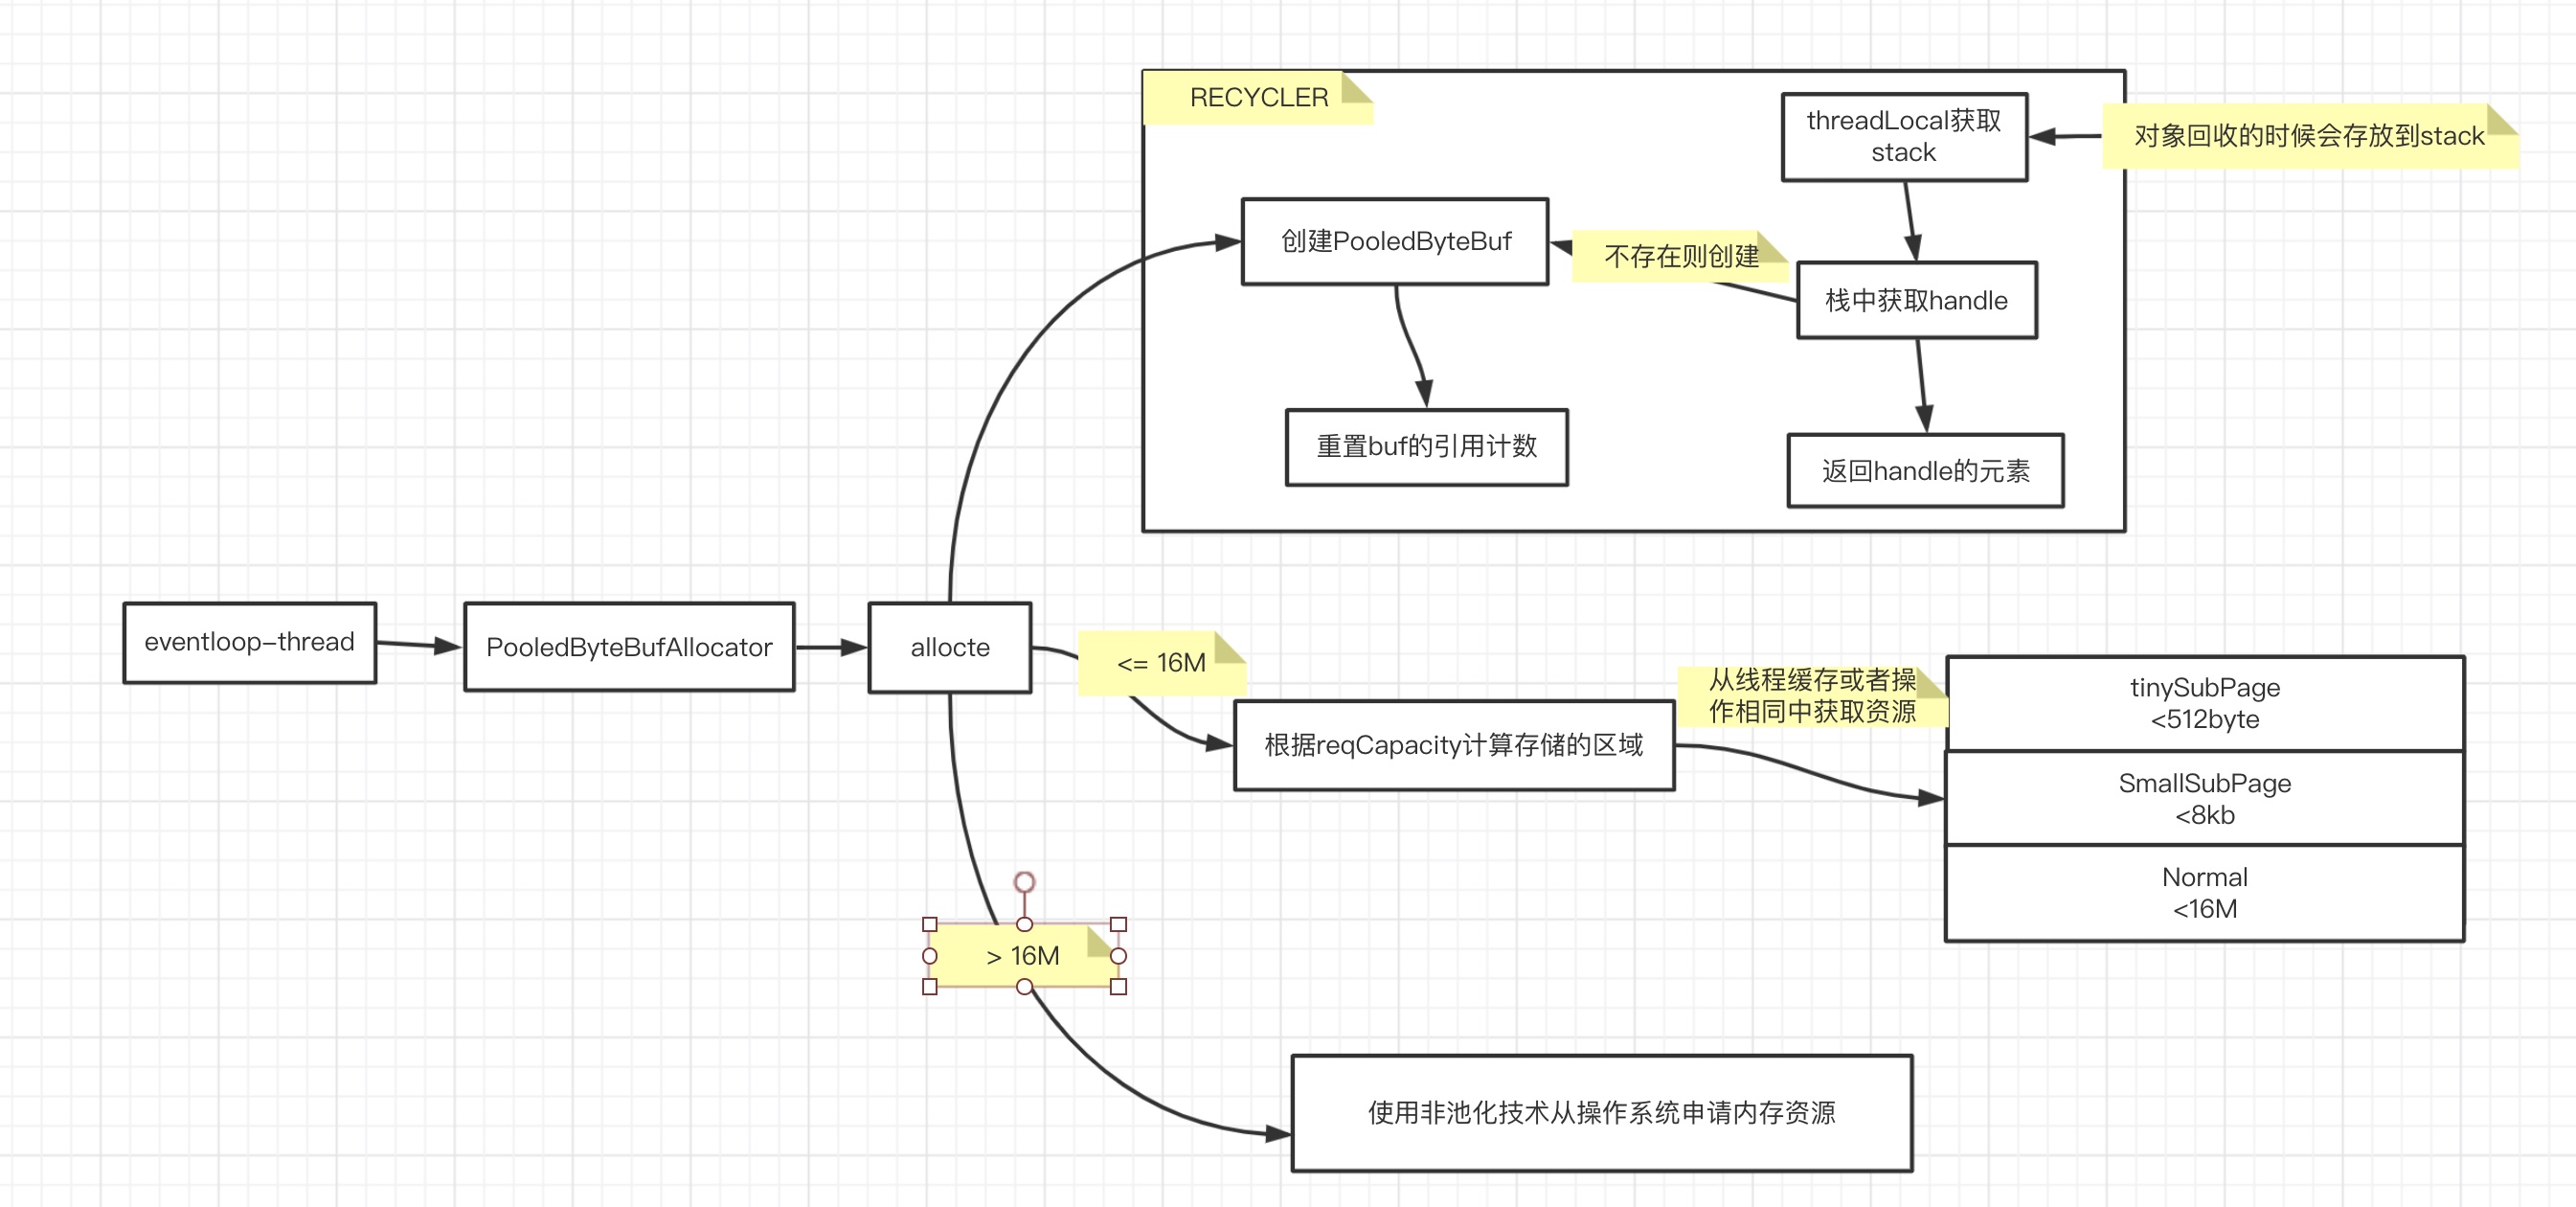 RECYCLER
threadLocal获取
stack
对象回收的时候会存放到stack
创建PooledByteBuf
不存在则创建
栈中获取handle
重置buf的引用计数
返回handle的元素
eventloop-thread
PooledByteBufAllocator
allocte
<= 16M
根据reqCapacity计算存储的区域
从线程缓存或者操
作相同中获取资源
tinySubPage
<512byte
SmallSubPage
<8kb
Normal
<16M
> 16M
使用非池化技术从操作系统申请内存资源